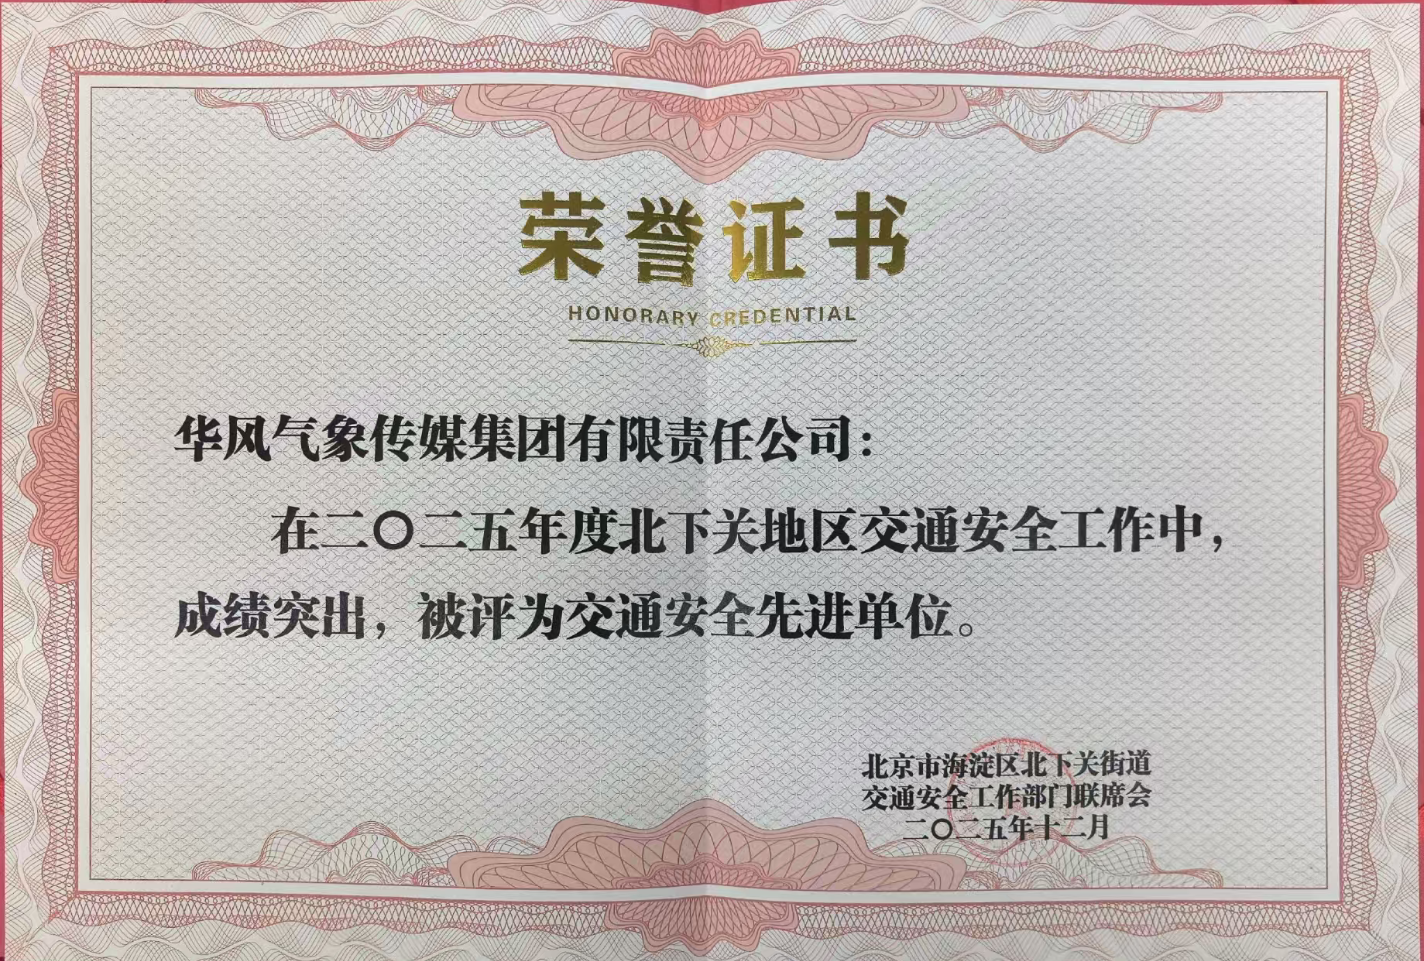 荣誉证书
HONORARY CREDENTIAL
华风气象传媒集团有限责任公司：
在二〇二五年度北下关地区交通安全工作中，
成绩突出，被评为交通安全先进单位。
北京市海淀区北下关街道
交通安全工作部门联席会
二〇二五年十二月